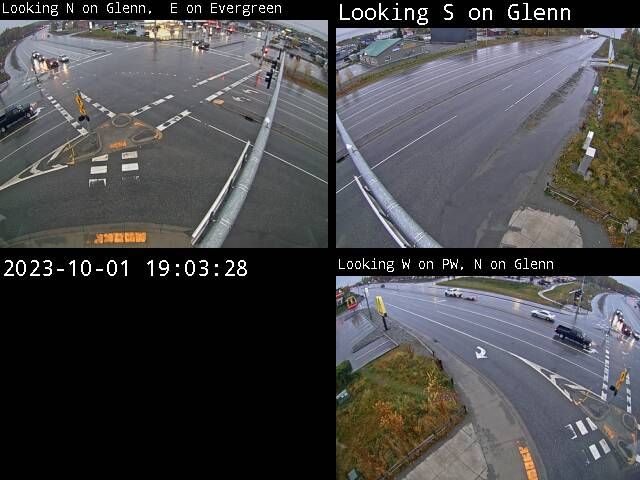 Looking N on Glenn, E on Evergreen
Looking S on Glenn
2023-10-01 19:03:28
Looking W on PW, N on Glenn